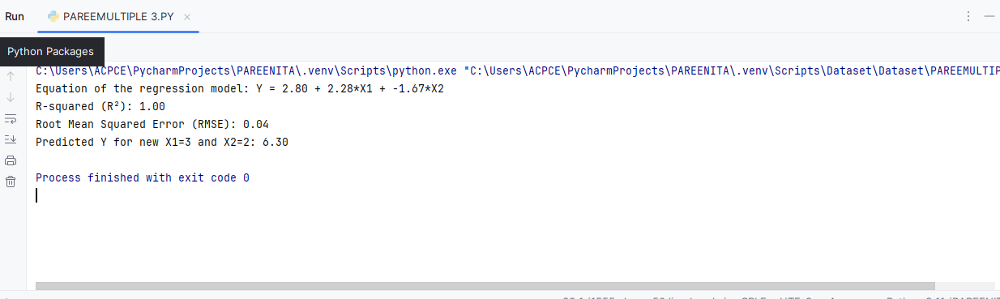 Run PAREEMULTIPLE 3.PY
Python Packages
C:\Users\ACPCE\PycharmProjects\PAREENITA\.venv\Scripts\python.exe "C:\Users\ACPCE\PycharmProjects\PAREENITA\.venv\Scripts\Dataset\Dataset\PAREEMULTIP
Equation of the regression model: Y = 2.80 + 2.28*X1 + -1.67*X2
R-squared (R²): 1.00
Root Mean Squared Error (RMSE): 0.04
Predicted Y for new X1=3 and X2=2: 6.30
Process finished with exit code 0